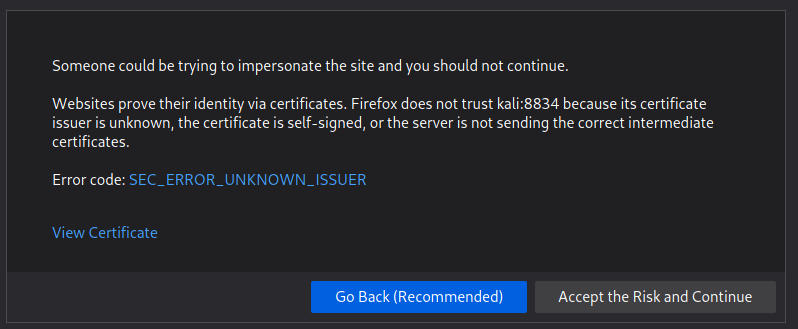 Someone could be trying to impersonate the site and you should not continue.
Websites prove their identity via certificates. Firefox does not trust kali:8834 because its certificate
issuer is unknown, the certificate is self-signed, or the server is not sending the correct intermediate
certificates.
Error code: SEC_ERROR_UNKNOWN_ISSUER
View Certificate
Go Back (Recommended)
Accept the Risk and Continue